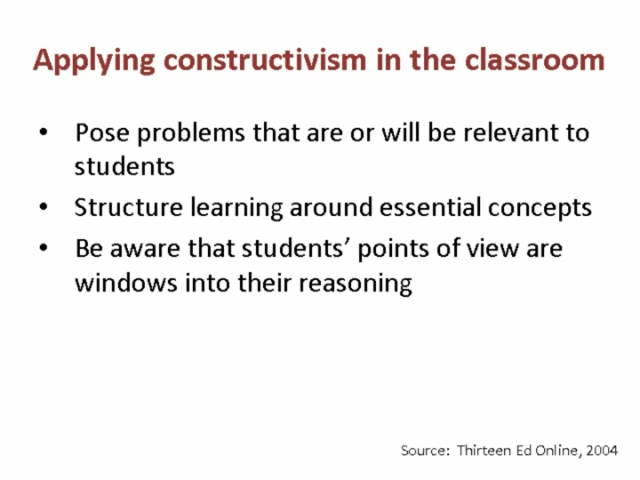 Applying constructivism in the classroom
• Pose problems that are or will be relevant to
students
• Structure learning around essential concepts
• Be aware that students’ points of view are
windows into their reasoning
Source: Thirteen Ed Online, 2004